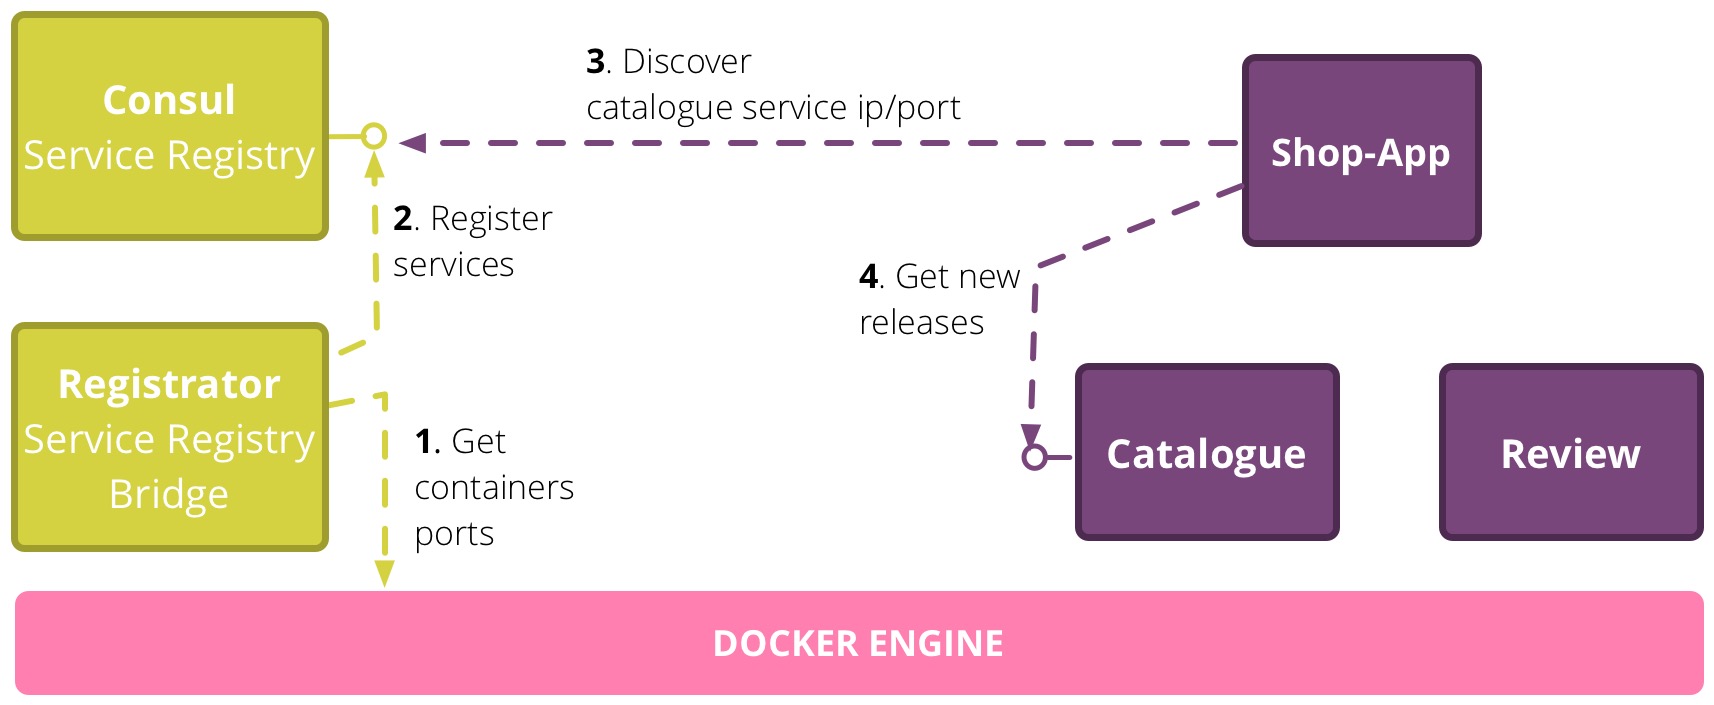 Consul
Service Registry
3. Discover
catalogue service ip/port
Shop-App
2. Register
services
4. Get new
releases
Registrator
Service Registry
Bridge
1. Get
containers
ports
Catalogue
Review
DOCKER ENGINE